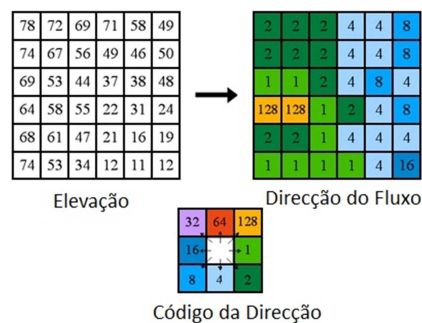 78 72 69 71 58 49
74 67 56 49 46 50
69 53 44 37 38 48
64 58 55 22 31 24
68 61 47 21 16 19
74 53 34 12 11 12
Elevação
2 2 2 4 4 8
2 2 2 4 4 8
1 1 2 4 8 4
128 128 1 2 4 8
2 2 1 4 4 4
1 1 1 1 4 16
Direcção do Fluxo
32 64 128
16 1
8 4 2
Código da Direcção